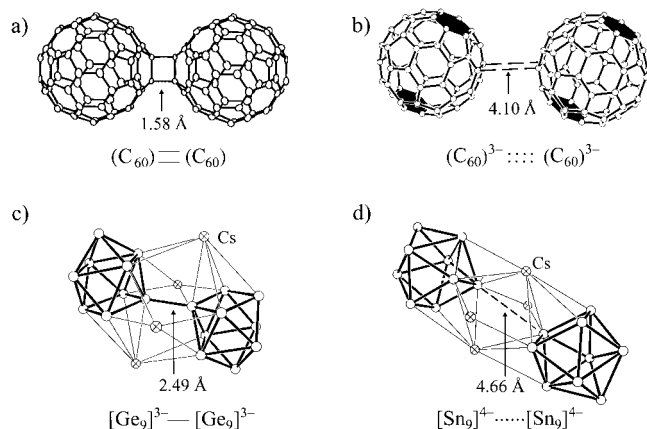 a)
1.58 Å
(C₆₀) = (C₆₀)
b)
4.10 Å
(C₆₀)³⁻ :::: (C₆₀)³⁻
c)
Cs
2.49 Å
[Ge₉]³⁻ — [Ge₉]³⁻
d)
Cs
4.66 Å
[Sn₉]⁴⁻ ······ [Sn₉]⁴⁻